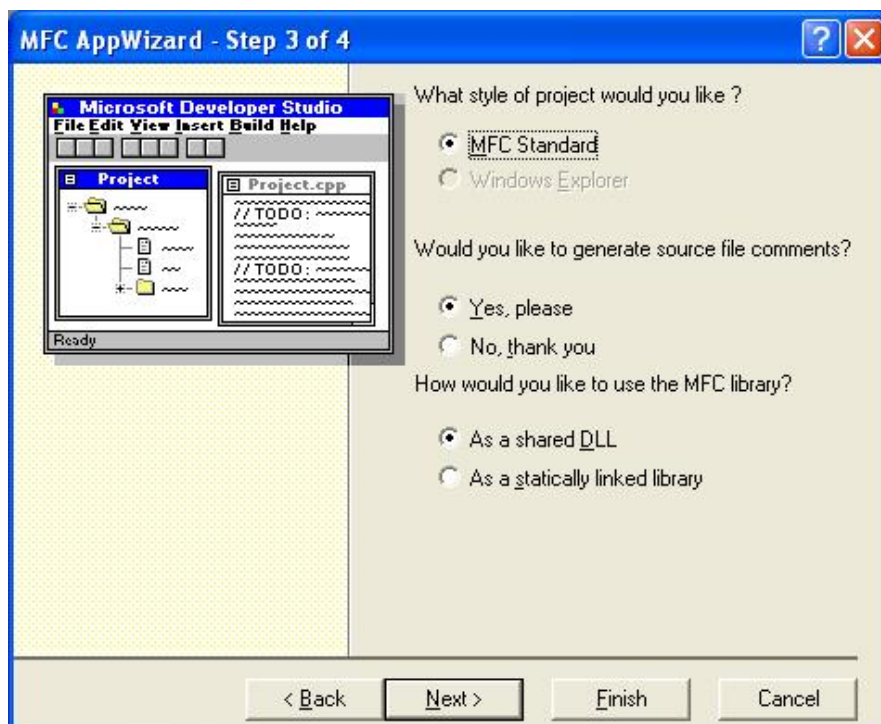 MFC AppWizard - Step 3 of 4
?
Microsoft Developer Studio
File Edit View Insert Build Help
Project
Project.cpp
//TODO:
//TODO:
Ready
What style of project would you like ?
MFC Standard
Windows Explorer
Would you like to generate source file comments?
Yes, please
No, thank you
How would you like to use the MFC library?
As a shared DLL
As a statically linked library
< Back
Next >
Finish
Cancel